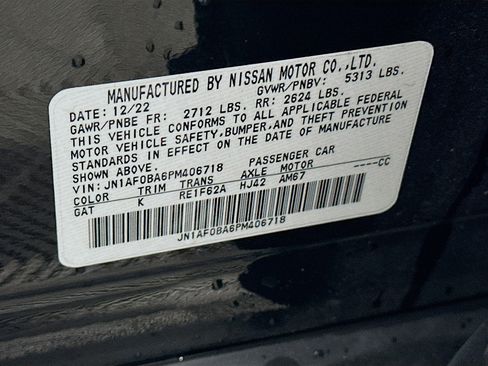 MANUFACTURED BY NISSAN MOTOR CO.,LTD.
DATE: 12/22 GVWR/PNBV: 5313 LBS.
GAWR/PNBE FR: 2712 LBS. RR: 2624 LBS.
THIS VEHICLE CONFORMS TO ALL APPLICABLE FEDERAL
MOTOR VEHICLE SAFETY,BUMPER,AND THEFT PREVENTION
STANDARDS IN EFFECT ON THE DATE OF MANUFACTURE
SHOWN ABOVE.
VIN: JN1AF0BA6PM406718 PASSENGER CAR
COLOR TRIM TRANS AXLE MOTOR ----CC
GAT K RE1F62A HJ42 AM67
JN1AF0BA6PM406718